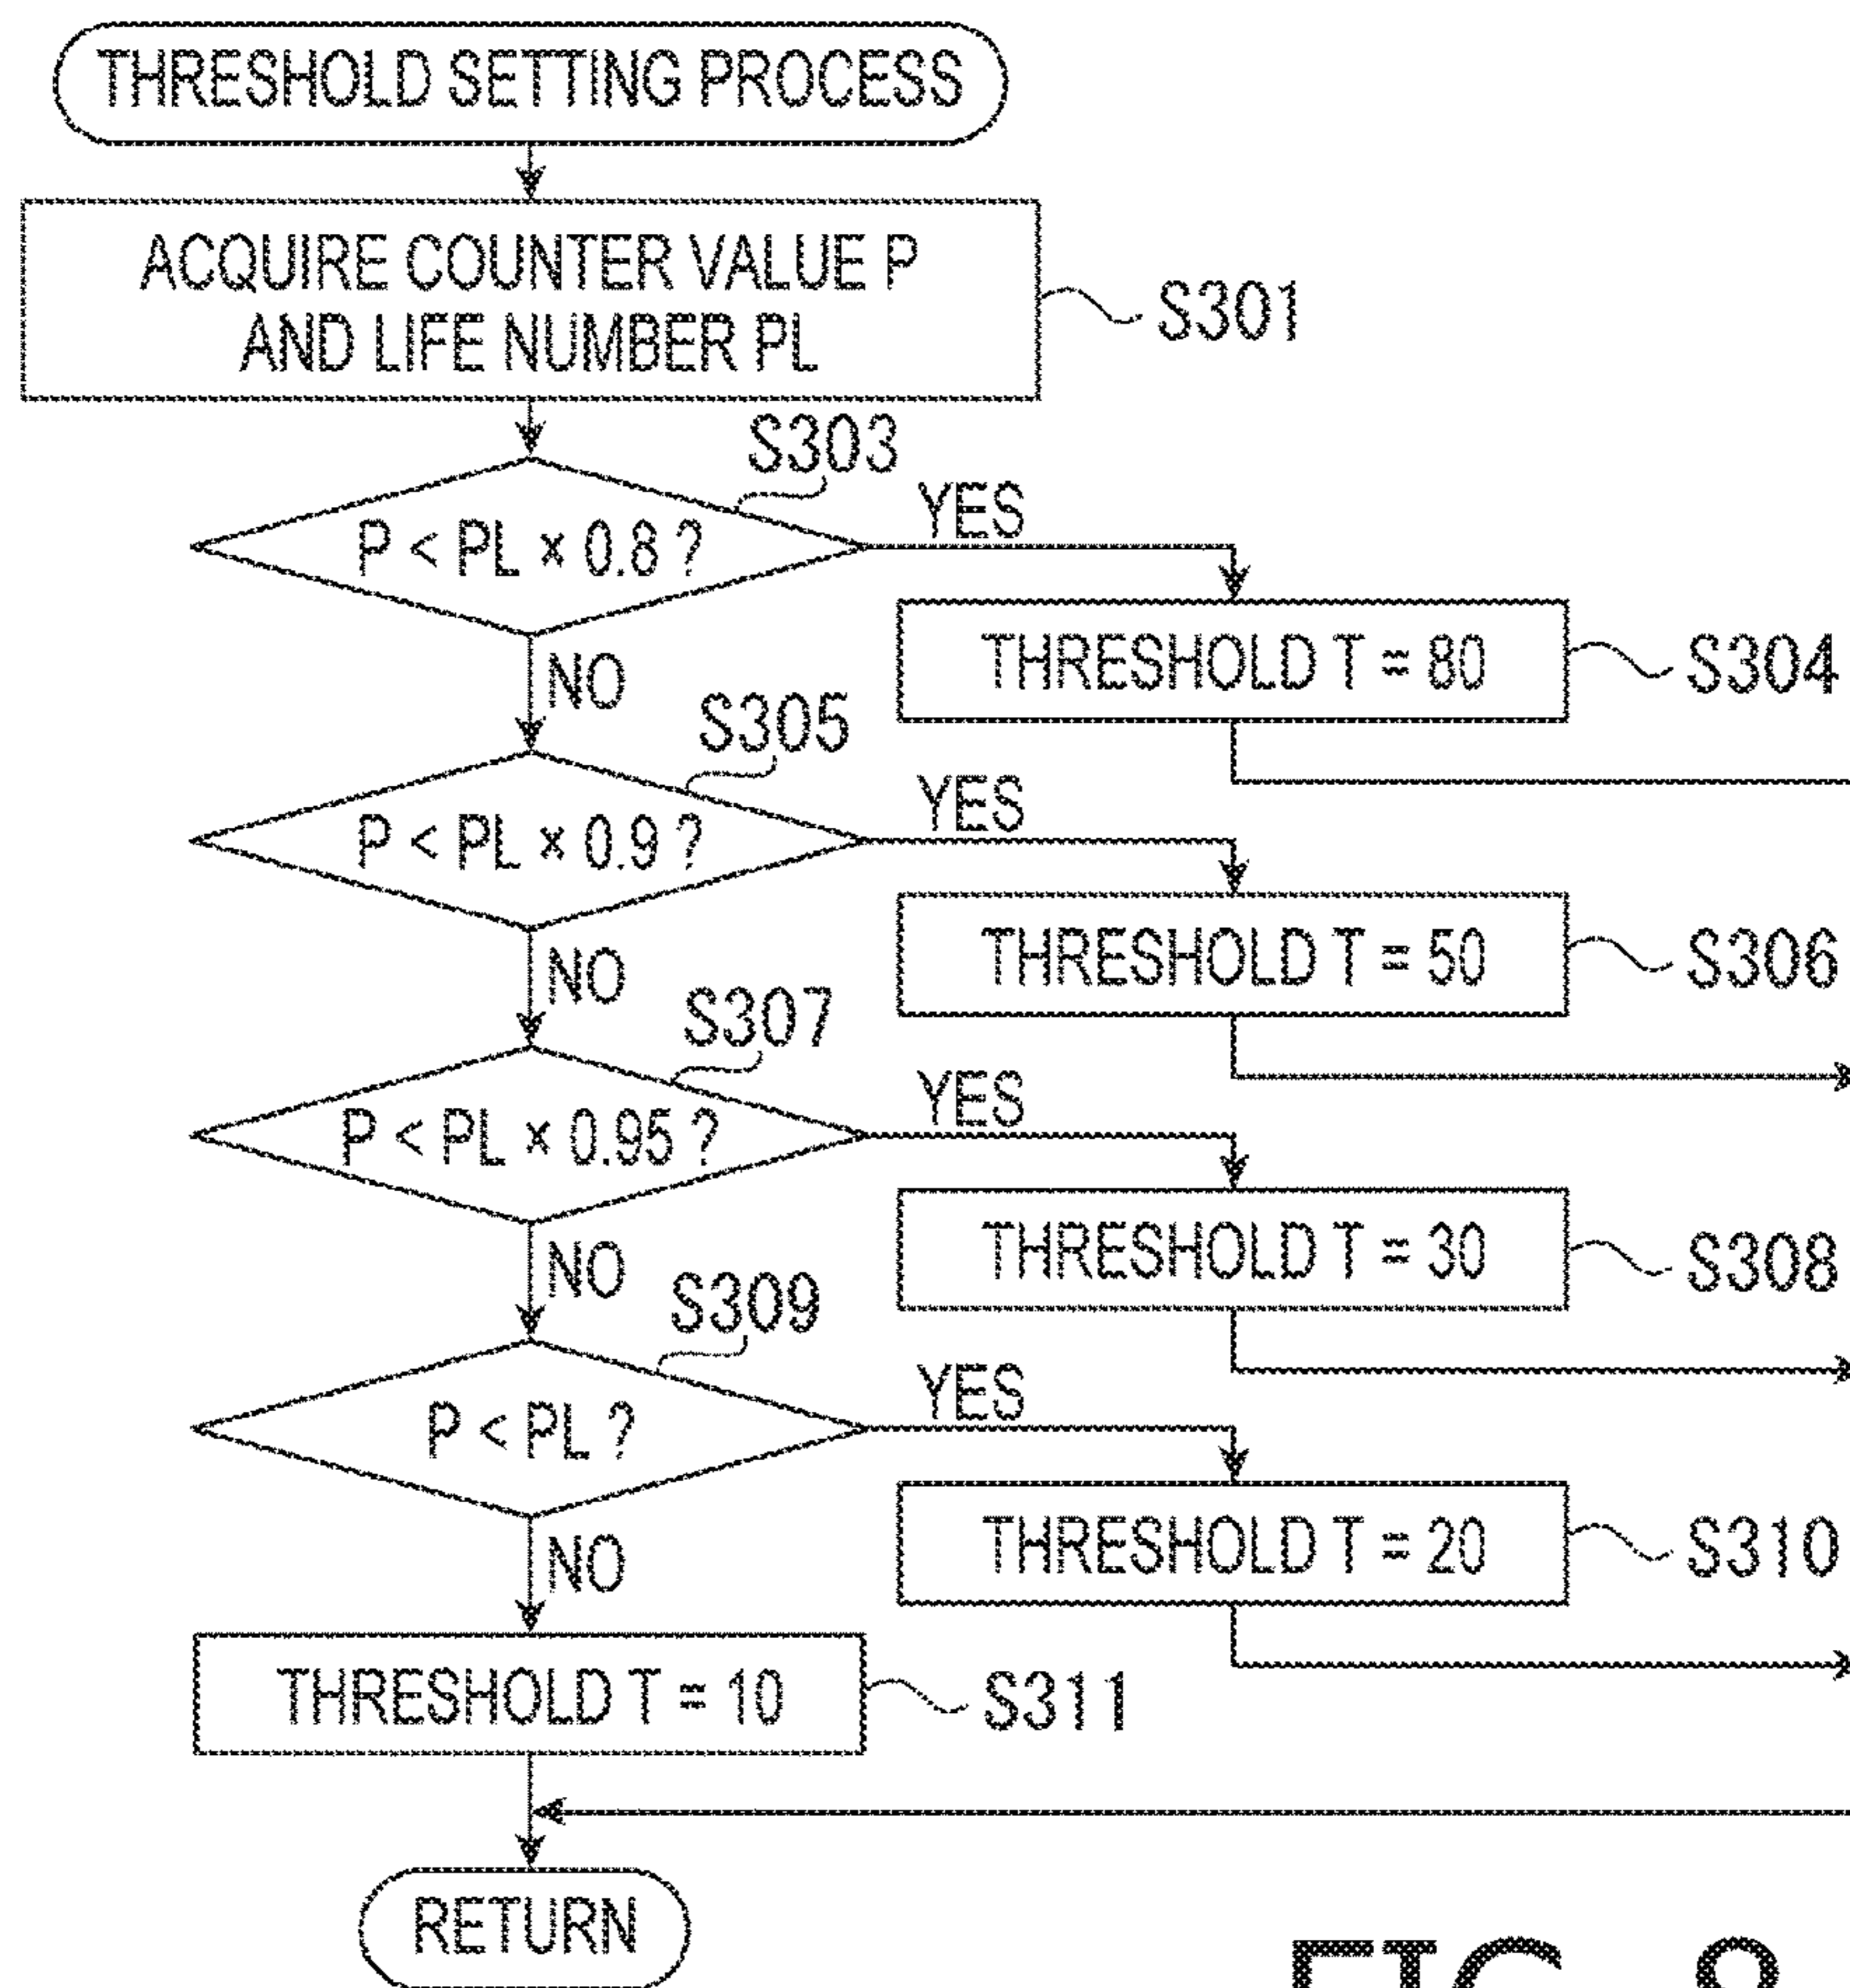 THRESHOLD SETTING PROCESS
ACQUIRE COUNTER VALUE P
AND LIFE NUMBER PL
S301
S303
P < PL × 0.8 ?
YES
THRESHOLD T = 80
S304
NO
S305
P < PL × 0.9 ?
YES
THRESHOLD T = 50
S306
NO
S307
P < PL × 0.95 ?
YES
THRESHOLD T = 30
S308
NO
S309
P < PL ?
YES
THRESHOLD T = 20
S310
NO
THRESHOLD T = 10
S311
RETURN